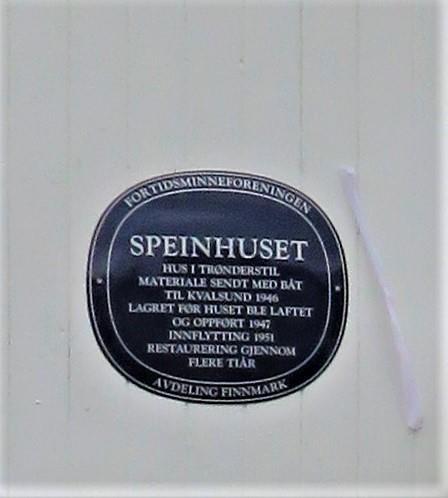 FORTIDSMINNEFORENINGEN
SPEINHUSET
HUS I TRØNDERSTIL
MATERIALE SENDT MED BÅT
TIL KVALSUND 1946
LAGRET FØR HUSET BLE LAFTET
OG OPPFØRT 1947
INNFLYTTING 1951
RESTAURERING GJENNOM
FLERE TIÅR
AVDELING FINNMARK